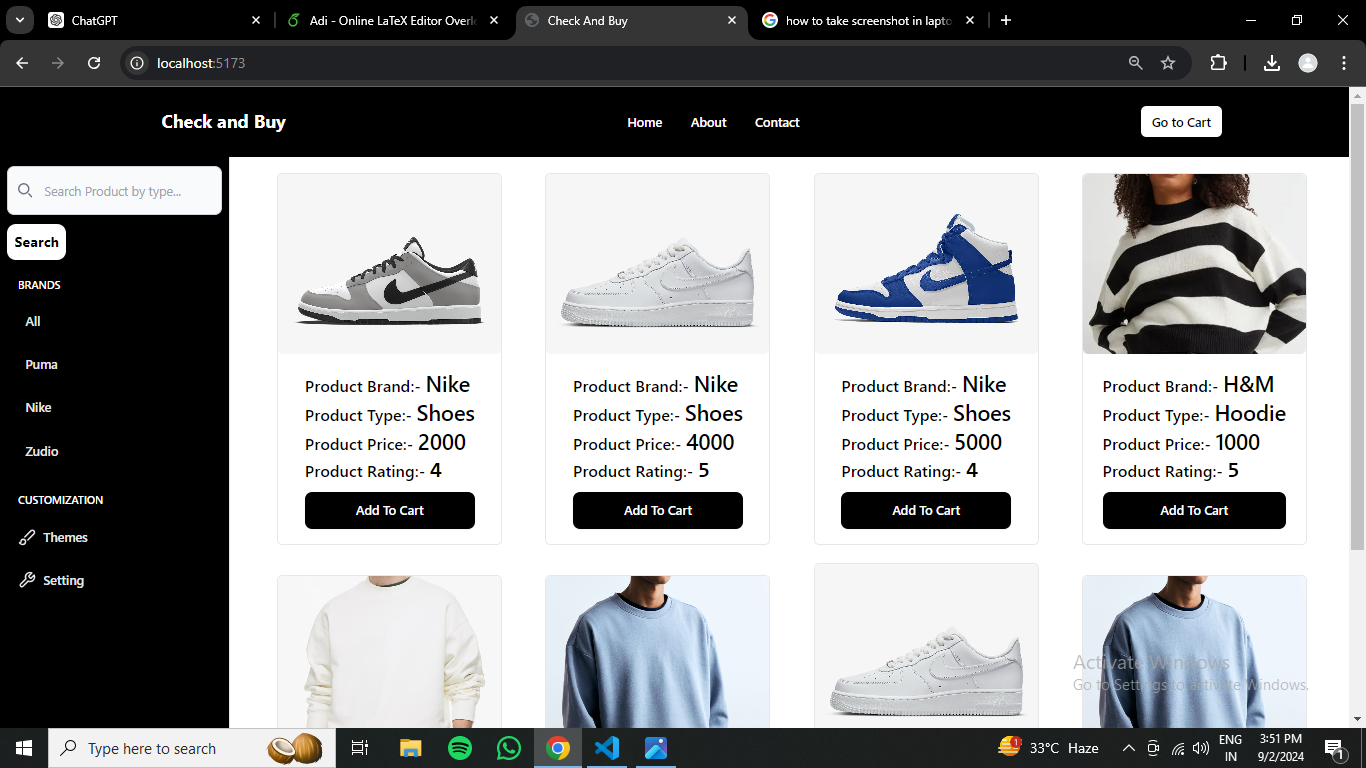 ChatGPT
Adi - Online LaTeX Editor Overle
Check And Buy
how to take screenshot in lapto
localhost:5173
Check and Buy
Home
About
Contact
Go to Cart
Search Product by type...
Search
BRANDS
All
Puma
Nike
Zudio
CUSTOMIZATION
Themes
Setting
Product Brand:- Nike
Product Type:- Shoes
Product Price:- 2000
Product Rating:- 4
Add To Cart
Product Brand:- Nike
Product Type:- Shoes
Product Price:- 4000
Product Rating:- 5
Add To Cart
Product Brand:- Nike
Product Type:- Shoes
Product Price:- 5000
Product Rating:- 4
Add To Cart
Product Brand:- H&M
Product Type:- Hoodie
Product Price:- 1000
Product Rating:- 5
Add To Cart
Activate Windows
Go to Settings to activate Windows.
Type here to search
1
33°C Haze
ENG
IN
3:51 PM
9/2/2024
1